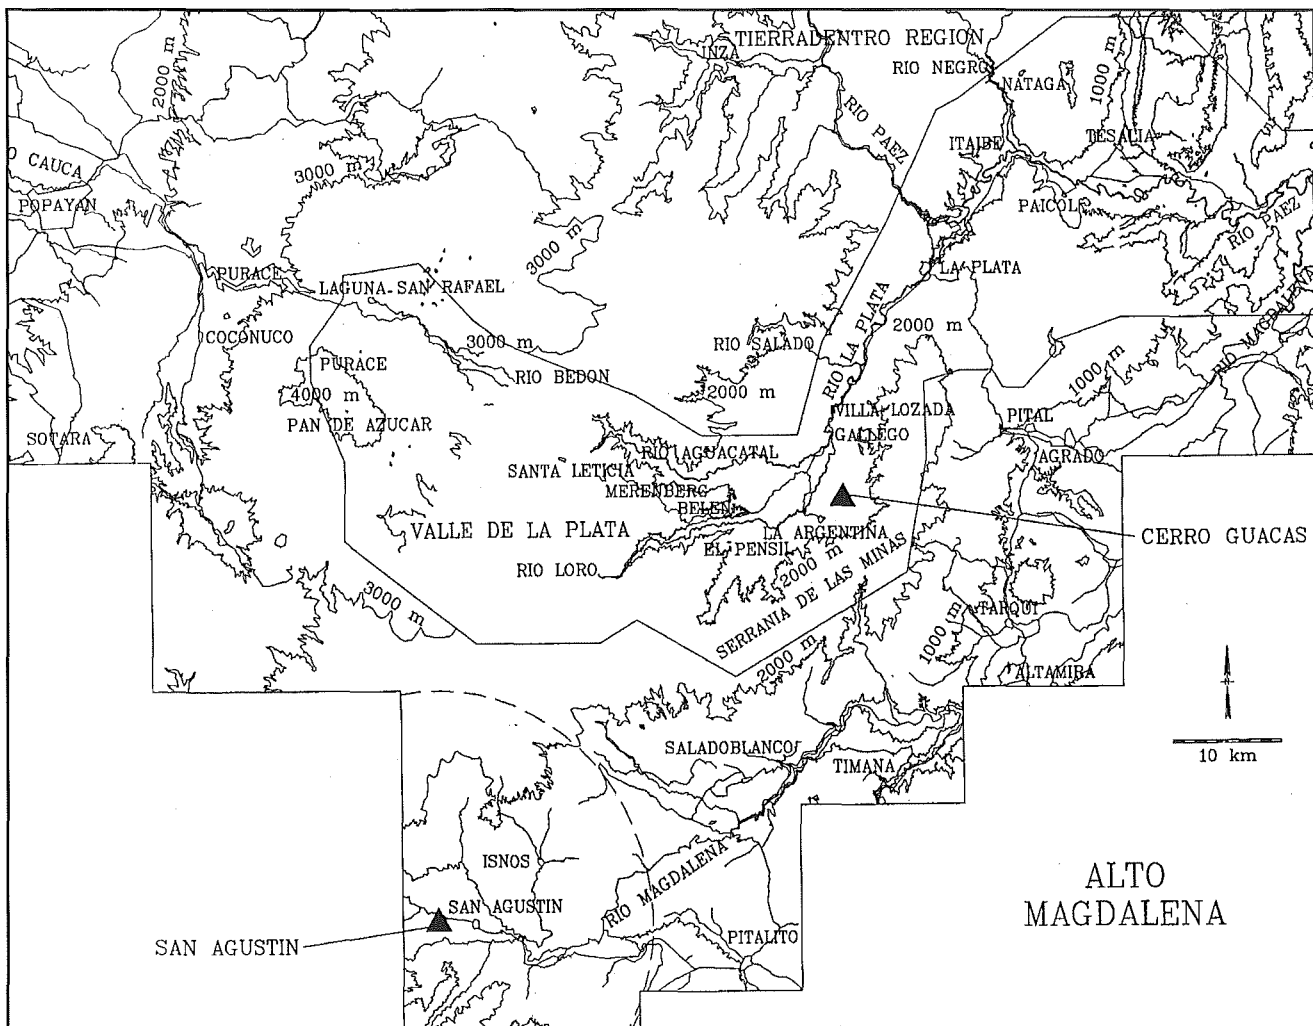 TIERRADENTRO REGION
INZA
RIO NEGRO
NATAGA
1000 m
2000 m
RIO PAEZ
ITAIBE
TESALIA
O CAUCA
3000 m
POPAYAN
PAICOL
RIO PAEZ
3000 m
PURACE
LAGUNA SAN RAFAEL
LA PLATA
RIO MAGDALENA
COCONUCO
3000 m
RIO SALADO
RIO LA PLATA
2000 m
PURACE
4000 m
RIO BEDON
2000 m
1000 m
PAN DE AZUCAR
VILLA LOZADA
PITAL
SOTARA
GALLEGO
RIO AGUACATAL
AGRADO
SANTA LETICIA
MERENBERG
BELEN
VALLE DE LA PLATA
LA ARGENTINA
CERRO GUACAS
EL PENSIL
RIO LORO
2000 m
3000 m
SERRANIA DE LAS MINAS
TARQUI
1000 m
2000 m
ALTAMIRA
SALADOBLANCO
TIMANA
10 km
ISNOS
RIO MAGDALENA
ALTO
MAGDALENA
SAN AGUSTIN
SAN AGUSTIN
PITALITO